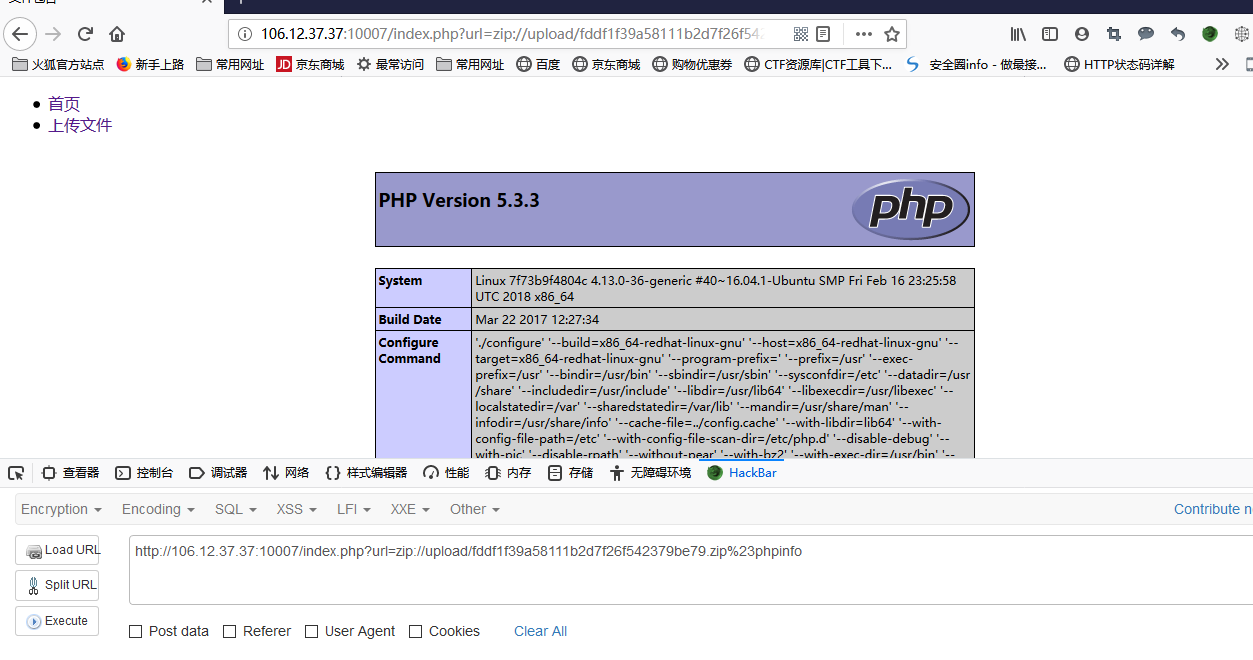 106.12.37.37:10007/index.php?url=zip://upload/fddf1f39a58111b2d7f26f542
火狐官方站点 新手上路 常用网址 JD 京东商城 最常访问 常用网址 百度 京东商城 购物优惠券 CTF资源库|CTF工具下... 安全圈info - 做最接... HTTP状态码详解
首页
上传文件
PHP Version 5.3.3
php
System Linux 7f73b9f4804c 4.13.0-36-generic #40~16.04.1-Ubuntu SMP Fri Feb 16 23:25:58
UTC 2018 x86_64
Build Date Mar 22 2017 12:27:34
Configure Command './configure' '--build=x86_64-redhat-linux-gnu' '--host=x86_64-redhat-linux-gnu' '--
target=x86_64-redhat-linux-gnu' '--program-prefix=' '--prefix=/usr' '--exec-
prefix=/usr' '--bindir=/usr/bin' '--sbindir=/usr/sbin' '--sysconfdir=/etc' '--datadir=/usr
/share' '--includedir=/usr/include' '--libdir=/usr/lib64' '--libexecdir=/usr/libexec' '--
localstatedir=/var' '--sharedstatedir=/var/lib' '--mandir=/usr/share/man' '--
infodir=/usr/share/info' '--cache-file=../config.cache' '--with-libdir=lib64' '--with-
config-file-path=/etc' '--with-config-file-scan-dir=/etc/php.d' '--disable-debug' '--
with-pic' '--disable-rpath' '--without-pear' '--with-bz2' '--with-exec-dir=/usr/bin' '--
查看器 控制台 调试器 网络 样式编辑器 性能 内存 存储 无障碍环境 HackBar
Encryption Encoding SQL XSS LFI XXE Other Contribute
Load URL
http://106.12.37.37:10007/index.php?url=zip://upload/fddf1f39a58111b2d7f26f542379be79.zip%23phpinfo
Split URL
Execute
Post data Referer User Agent Cookies Clear All